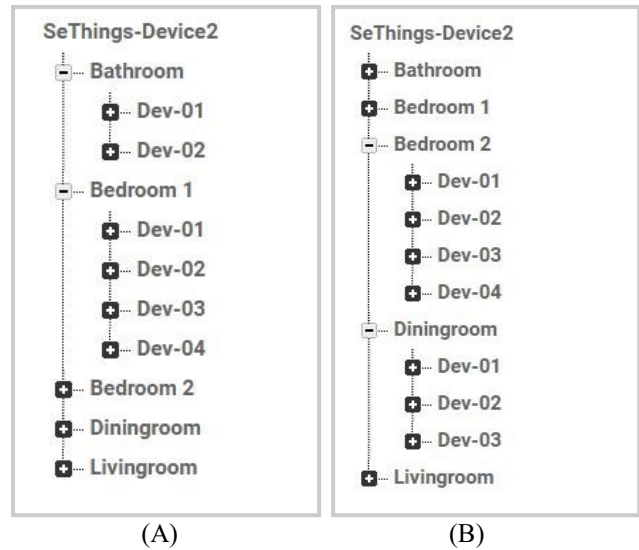 SeThings-Device2
Bathroom
Dev-01
Dev-02
Bedroom 1
Dev-01
Dev-02
Dev-03
Dev-04
Bedroom 2
Diningroom
Livingroom
(A)
SeThings-Device2
Bathroom
Bedroom 1
Bedroom 2
Dev-01
Dev-02
Dev-03
Dev-04
Diningroom
Dev-01
Dev-02
Dev-03
Livingroom
(B)